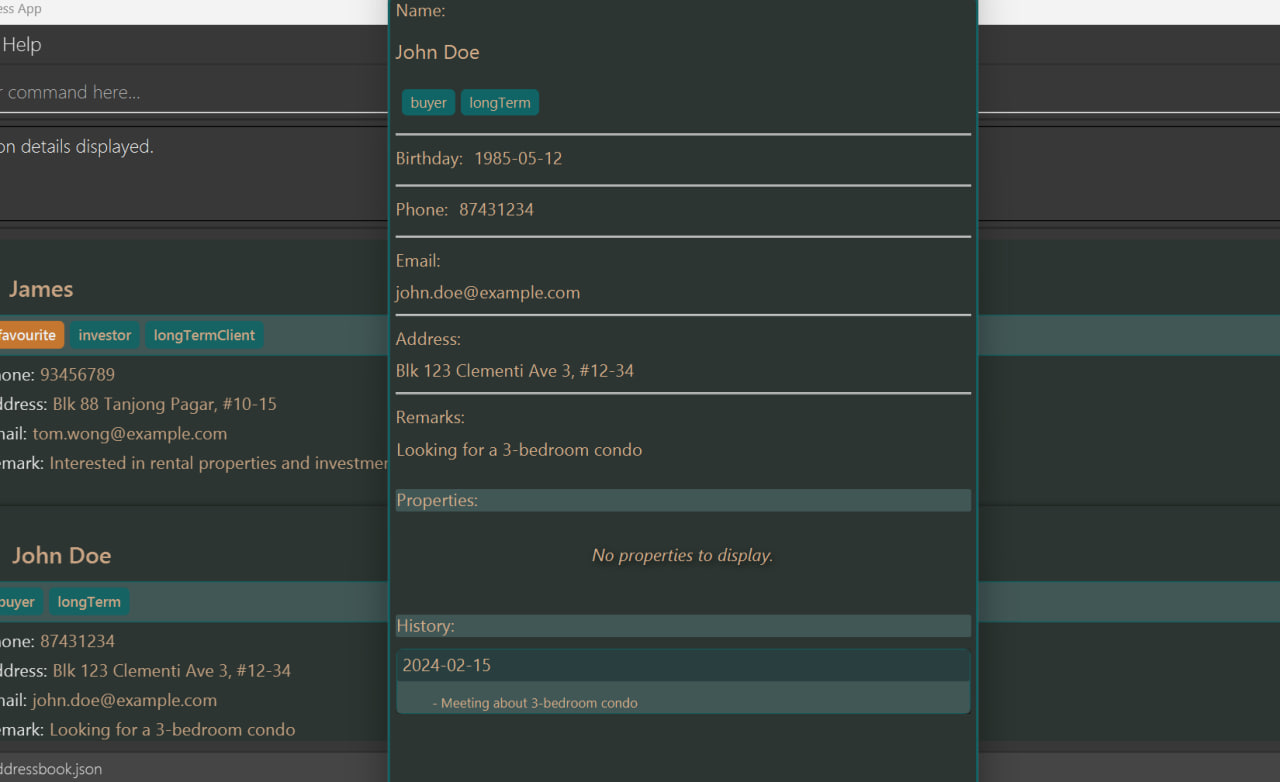 ess App
Help
command here...
on details displayed.
James
favourite investor longTermClient
one: 93456789
ddress: Blk 88 Tanjong Pagar, #10-15
mail: tom.wong@example.com
emark: Interested in rental properties and investmen
John Doe
buyer longTerm
one: 87431234
ddress: Blk 123 Clementi Ave 3, #12-34
mail: john.doe@example.com
emark: Looking for a 3-bedroom condo
ddressbook.json
Name:
John Doe
buyer longTerm
Birthday: 1985-05-12
Phone: 87431234
Email:
john.doe@example.com
Address:
Blk 123 Clementi Ave 3, #12-34
Remarks:
Looking for a 3-bedroom condo
Properties:
No properties to display.
History:
2024-02-15
- Meeting about 3-bedroom condo